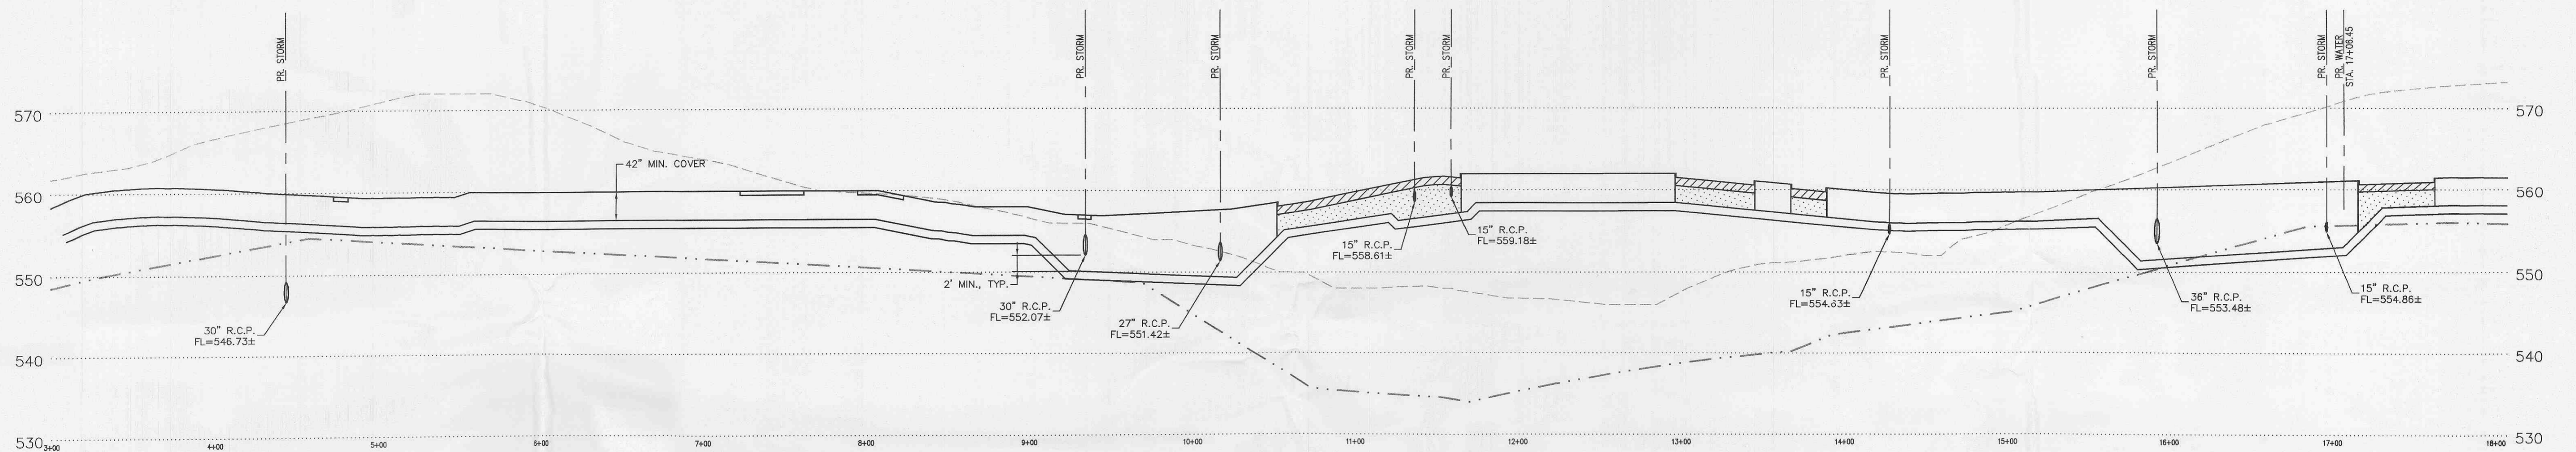 PR. STORM
PR. STORM
PR. STORM
PR. STORM
PR. STORM
PR. STORM
PR. STORM
PR. STORM
PR. WATER
STA. 17+06.45
570
570
42" MIN. COVER
560
560
15" R.C.P.
FL=558.61±
15" R.C.P.
FL=559.18±
550
550
2' MIN., TYP.
30" R.C.P.
FL=546.73±
30" R.C.P.
FL=552.07±
27" R.C.P.
FL=551.42±
15" R.C.P.
FL=554.63±
36" R.C.P.
FL=553.48±
15" R.C.P.
FL=554.86±
540
540
530
530
3+00
4+00
5+00
6+00
7+00
8+00
9+00
10+00
11+00
12+00
13+00
14+00
15+00
16+00
17+00
18+00